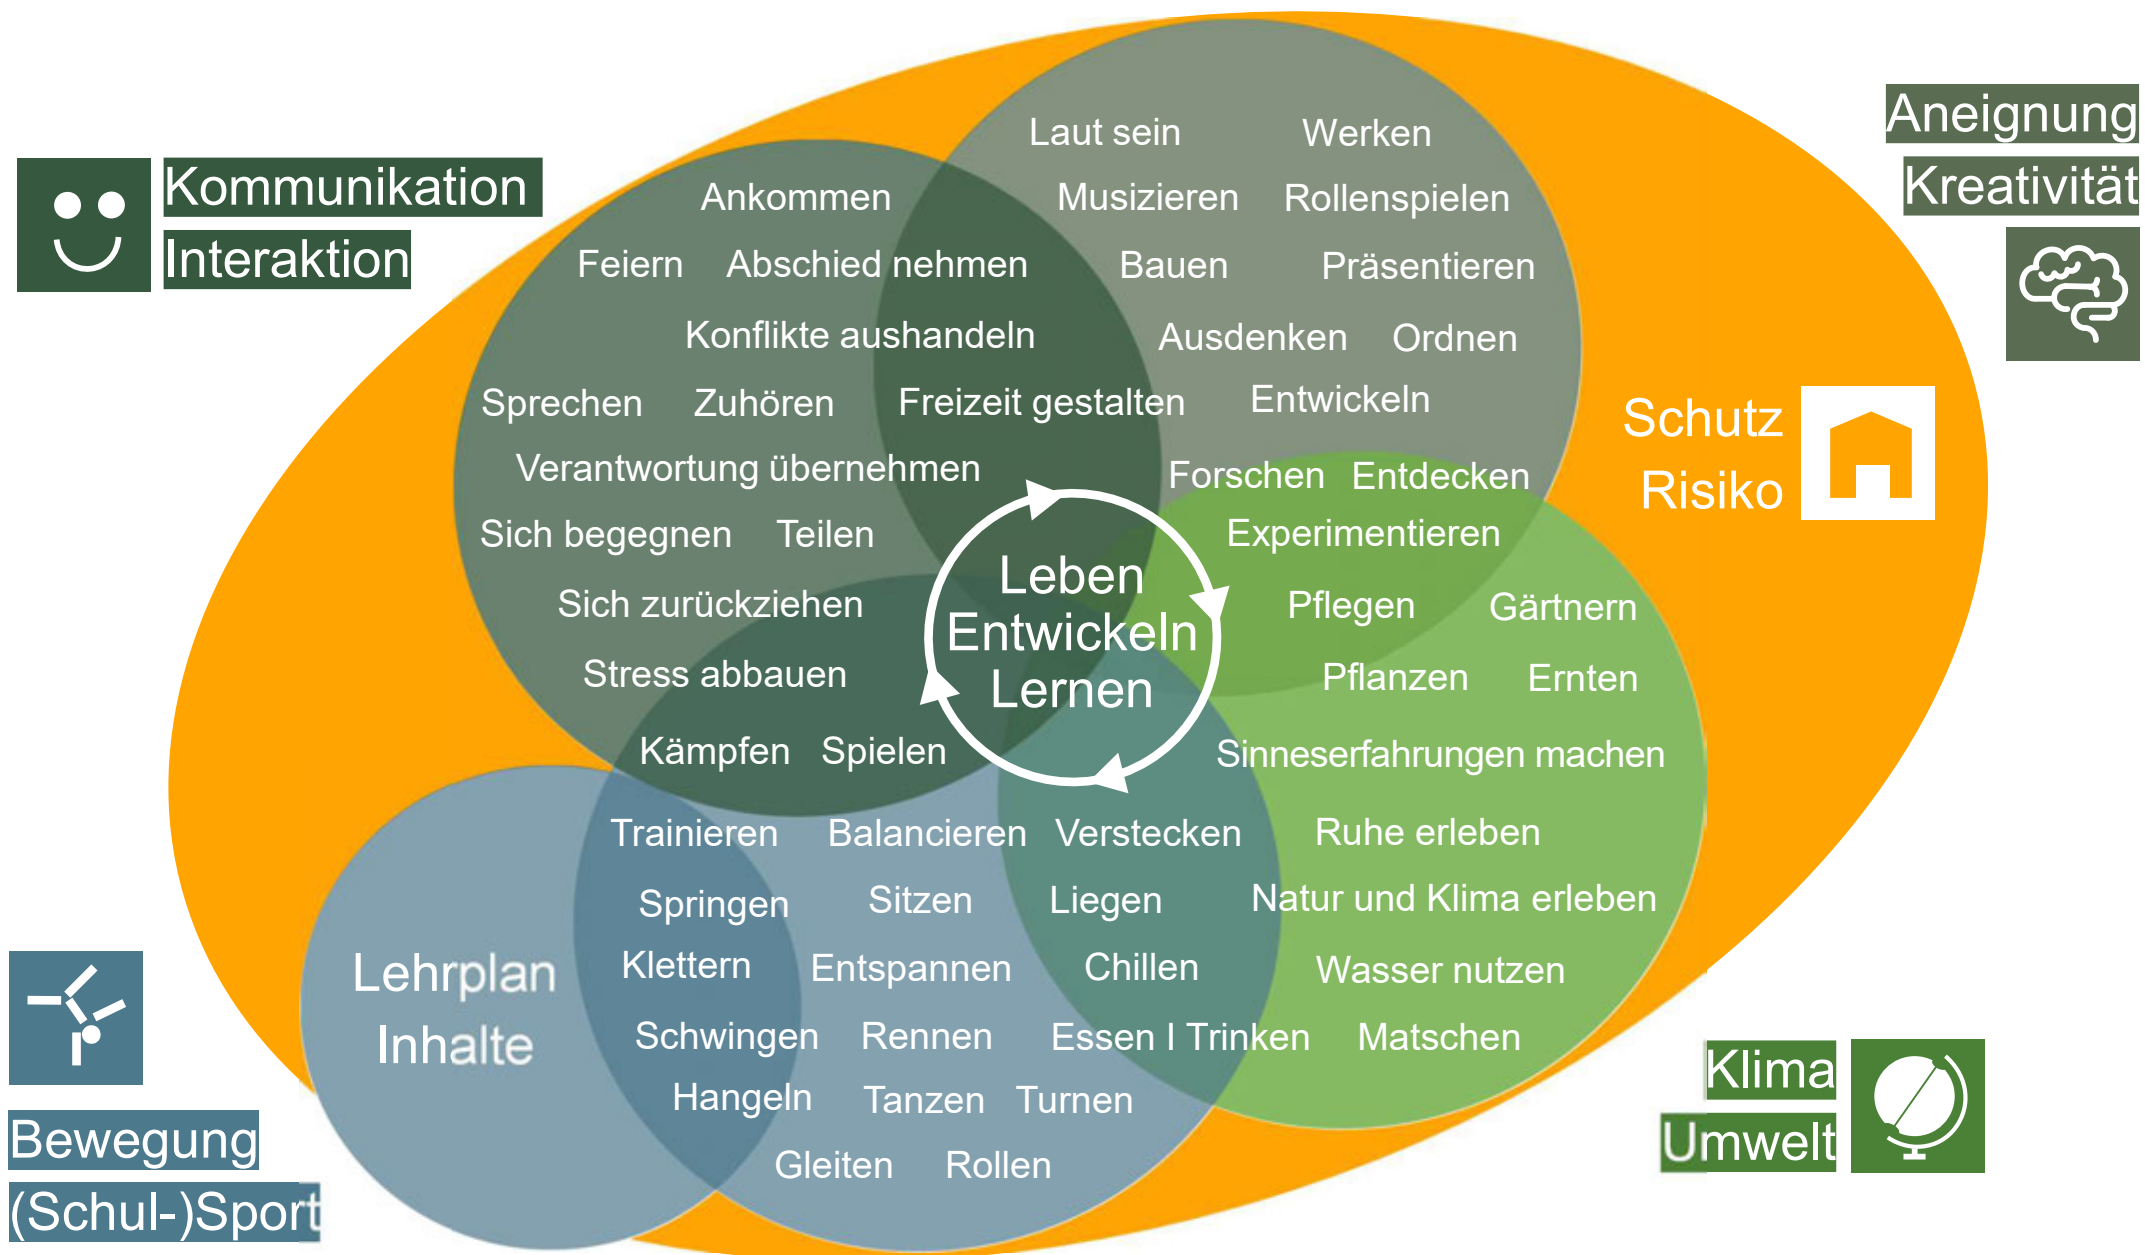 Kommunikation
Interaktion
Aneignung
Kreativität
Laut sein Werken
Ankommen Musizieren Rollenspielen
Feiern Abschied nehmen Bauen Präsentieren
Konflikte aushandeln Ausdenken Ordnen
Sprechen Zuhören Freizeit gestalten Entwickeln
Schutz
Risiko
Verantwortung übernehmen Forschen Entdecken
Sich begegnen Teilen Experimentieren
Leben
Entwickeln
Lernen
Sich zurückziehen Pflegen Gärtnern
Stress abbauen Pflanzen Ernten
Kämpfen Spielen Sinneserfahrungen machen
Trainieren Balancieren Verstecken Ruhe erleben
Springen Sitzen Liegen Natur und Klima erleben
Klettern Entspannen Chillen Wasser nutzen
Lehrplan
Inhalte
Schwingen Rennen Essen I Trinken Matschen
Hangeln Tanzen Turnen
Gleiten Rollen
Klima
Umwelt
Bewegung
(Schul-)Sport